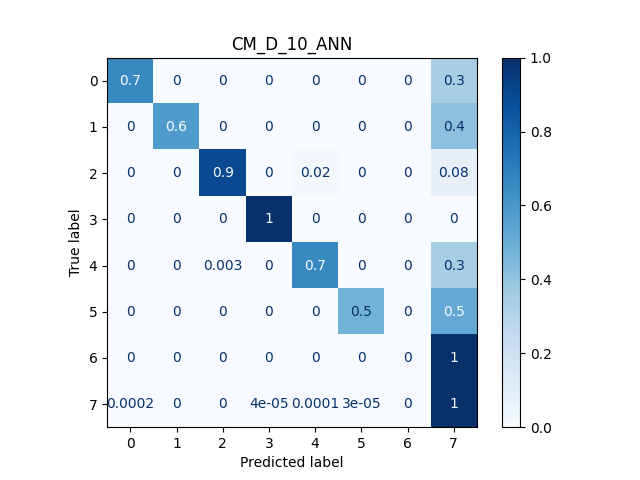 CM_D_10_ANN
0 0.7 0 0 0 0 0 0 0.3 1.0
1 0 0.6 0 0 0 0 0 0.4 0.8
2 0 0 0.9 0 0.02 0 0 0.08
3 0 0 0 1 0 0 0 0 0.6
4 0 0 0.003 0 0.7 0 0 0.3 0.4
5 0 0 0 0 0 0.5 0 0.5
6 0 0 0 0 0 0 0 1 0.2
7 0.0002 0 0 4e-05 0.0001 3e-05 0 1 0.0
0 1 2 3 4 5 6 7
True label
Predicted label